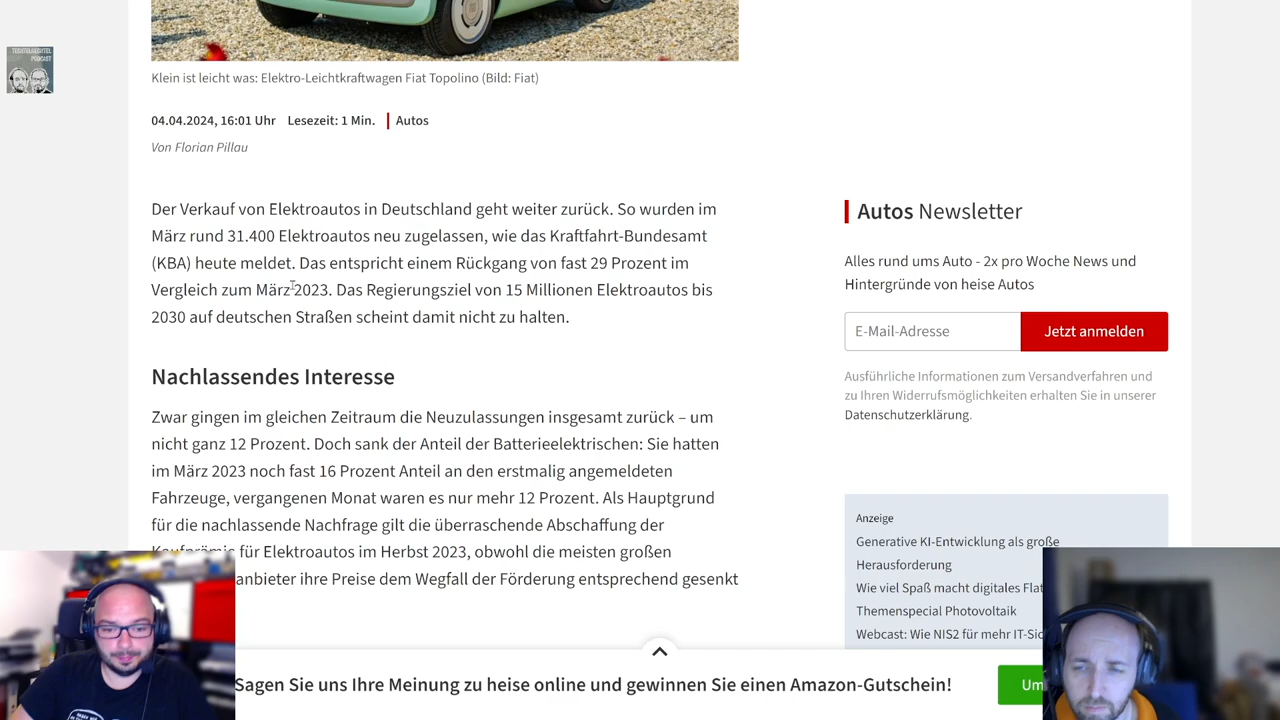 TECHTELMECHTEL
PODCAST
Klein ist leicht was: Elektro-Leichtkraftwagen Fiat Topolino (Bild: Fiat)
04.04.2024, 16:01 Uhr Lesezeit: 1 Min. Autos
Von Florian Pillau
Der Verkauf von Elektroautos in Deutschland geht weiter zurück. So wurden im
März rund 31.400 Elektroautos neu zugelassen, wie das Kraftfahrt-Bundesamt
(KBA) heute meldet. Das entspricht einem Rückgang von fast 29 Prozent im
Vergleich zum März 2023. Das Regierungsziel von 15 Millionen Elektroautos bis
2030 auf deutschen Straßen scheint damit nicht zu halten.
Nachlassendes Interesse
Zwar gingen im gleichen Zeitraum die Neuzulassungen insgesamt zurück – um
nicht ganz 12 Prozent. Doch sank der Anteil der Batterieelektrischen: Sie hatten
im März 2023 noch fast 16 Prozent Anteil an den erstmalig angemeldeten
Fahrzeuge, vergangenen Monat waren es nur mehr 12 Prozent. Als Hauptgrund
für die nachlassende Nachfrage gilt die überraschende Abschaffung der
Kaufprämie für Elektroautos im Herbst 2023, obwohl die meisten großen
anbieter ihre Preise dem Wegfall der Förderung entsprechend gesenkt
Autos Newsletter
Alles rund ums Auto - 2x pro Woche News und
Hintergründe von heise Autos
E-Mail-Adresse Jetzt anmelden
Ausführliche Informationen zum Versandverfahren und
zu Ihren Widerrufsmöglichkeiten erhalten Sie in unserer
Datenschutzerklärung.
Anzeige
Generative KI-Entwicklung als große
Herausforderung
Wie viel Spaß macht digitales Flat
Themenspecial Photovoltaik
Webcast: Wie NIS2 für mehr IT-Sic
Sagen Sie uns Ihre Meinung zu heise online und gewinnen Sie einen Amazon-Gutschein!
Um